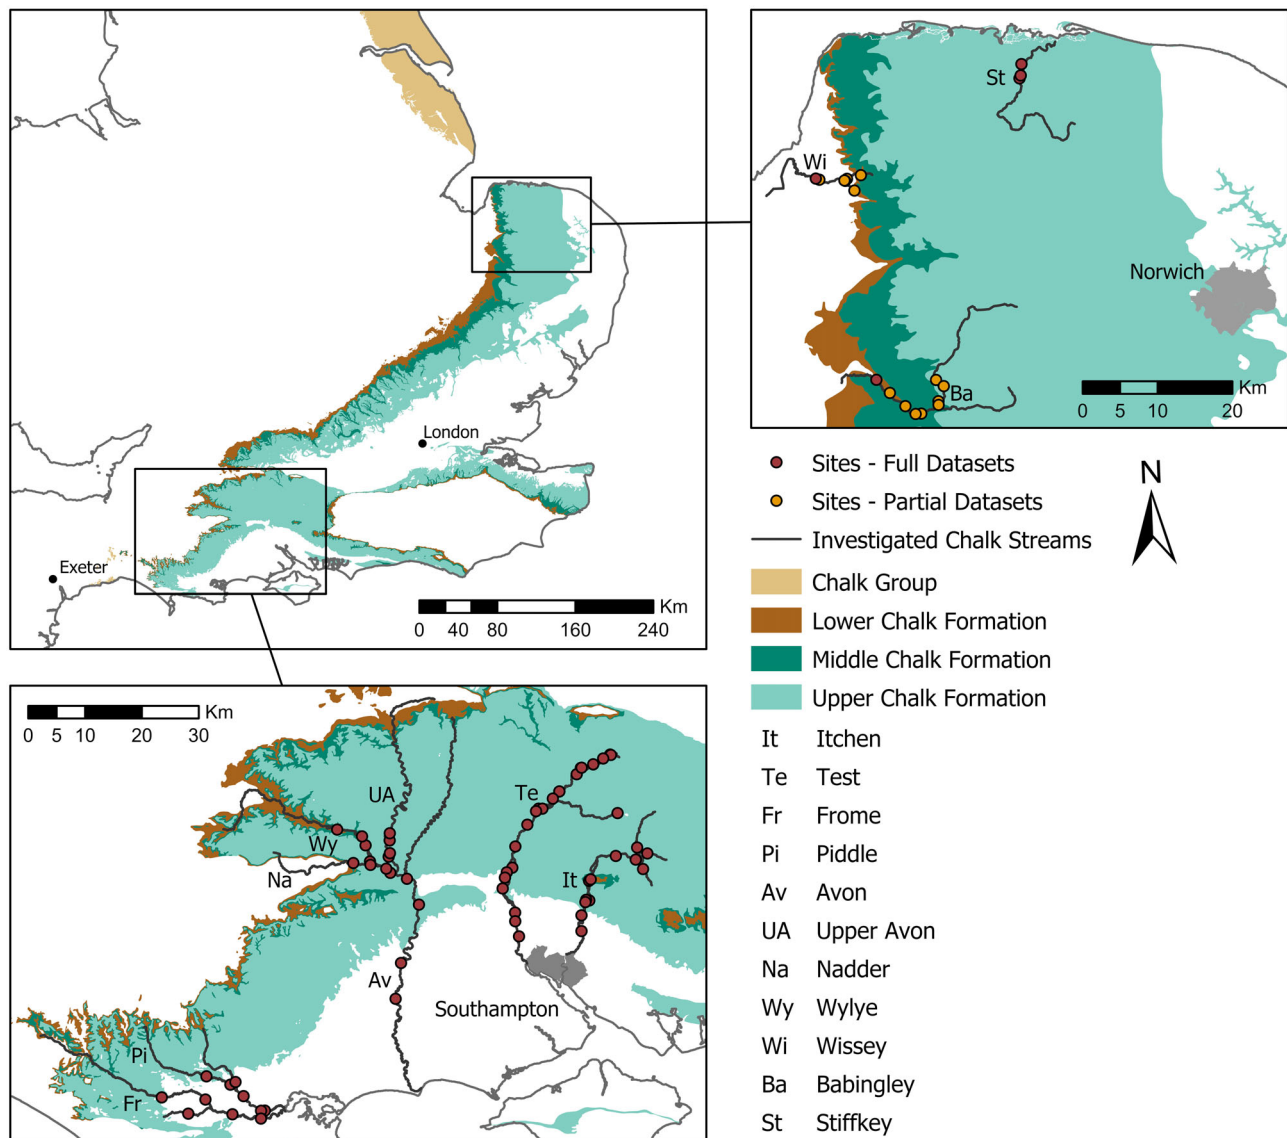 London
Exeter
Km
0 40 80 160 240
St
Wi
Norwich
Ba
Km
0 5 10 20
Sites - Full Datasets
Sites - Partial Datasets
Investigated Chalk Streams
Chalk Group
Lower Chalk Formation
Middle Chalk Formation
Upper Chalk Formation
N
It Itchen
Te Test
Fr Frome
Pi Piddle
Av Avon
UA Upper Avon
Na Nadder
Wy Wylye
Wi Wissey
Ba Babingley
St Stiffkey
Km
0 5 10 20 30
UA
Te
Wy
Na
It
Av
Southampton
Pi
Fr